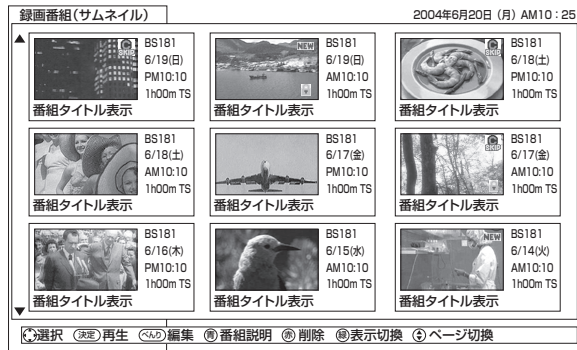 録画番組（サムネイル）
2004年6月20日（月）AM10：25
C SKIP
BS181
6/19(日)
PM10:10
1h00m TS
番組タイトル表示
NEW
BS181
6/19(日)
AM10:10
1h00m TS
番組タイトル表示
C SKIP
BS181
6/18(土)
PM10:10
1h00m TS
番組タイトル表示
BS181
6/18(土)
AM10:10
1h00m TS
番組タイトル表示
BS181
6/17(金)
PM10:10
1h00m TS
番組タイトル表示
C SKIP
BS181
6/17(金)
AM10:10
1h00m TS
番組タイトル表示
BS181
6/16(木)
PM10:10
1h00m TS
番組タイトル表示
BS181
6/15(水)
AM10:10
1h00m TS
番組タイトル表示
NEW
BS181
6/14(火)
AM10:10
1h00m TS
番組タイトル表示
選択 決定 再生 べんり 編集 青 番組説明 赤 削除 緑 表示切換 ページ切換